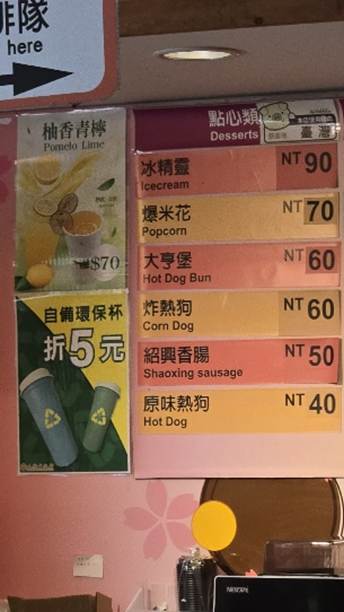 排隊
here
柚香青檸
Pomelo Lime
$70
自備環保杯
折5元
點心類
Desserts
臺灣
冰精靈 NT 90
Icecream
爆米花 NT 70
Popcorn
大亨堡 NT 60
Hot Dog Bun
炸熱狗 NT 60
Corn Dog
紹興香腸 NT 50
Shaoxing sausage
原味熱狗 NT 40
Hot Dog